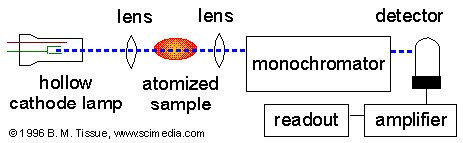 lens
lens
detector
monochromator
hollow
cathode lamp
atomized
sample
readout
amplifier
© 1996 B. M. Tissue, www.scimedia.com